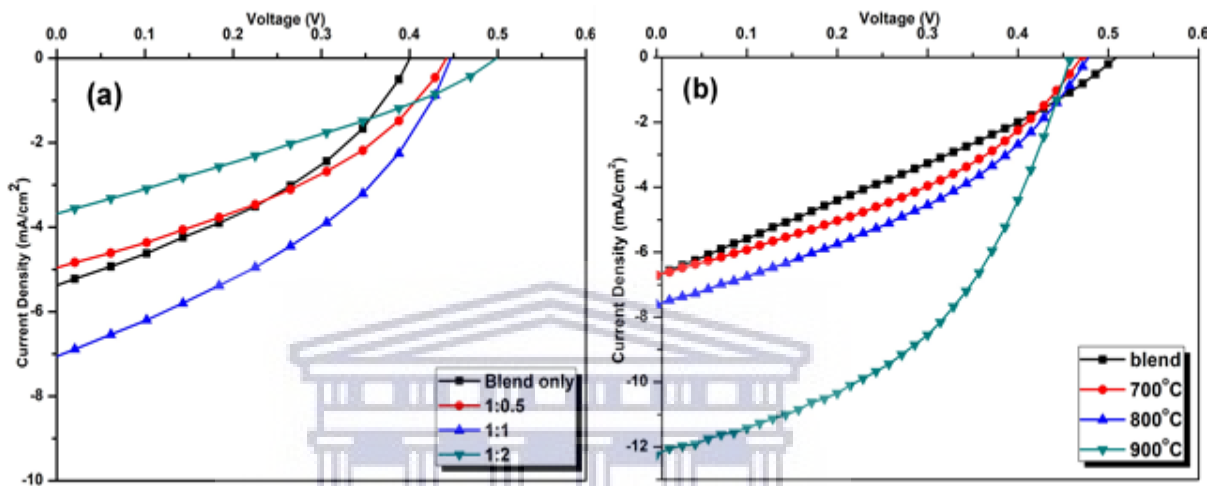 Voltage (V)
0.0 0.1 0.2 0.3 0.4 0.5 0.6
0
-2
-4
-6
-8
-10
Current Density (mA/cm²)
(a)
Blend only
1:0.5
1:1
1:2
Voltage (V)
0.0 0.1 0.2 0.3 0.4 0.5 0.6
0
-2
-4
-6
-8
-10
-12
Current Density (mA/cm²)
(b)
blend
700°C
800°C
900°C